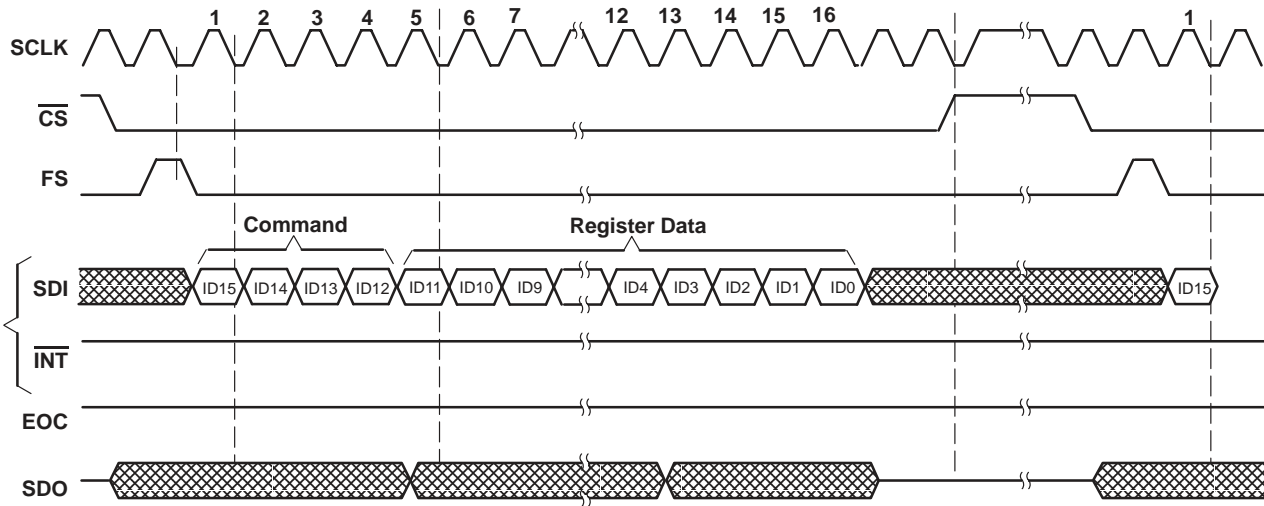 1 2 3 4 5 6 7 12 13 14 15 16 1
SCLK
CS
FS
Command Register Data
SDI ID15 ID14 ID13 ID12 ID11 ID10 ID9 ID4 ID3 ID2 ID1 ID0 ID15
INT
EOC
SDO